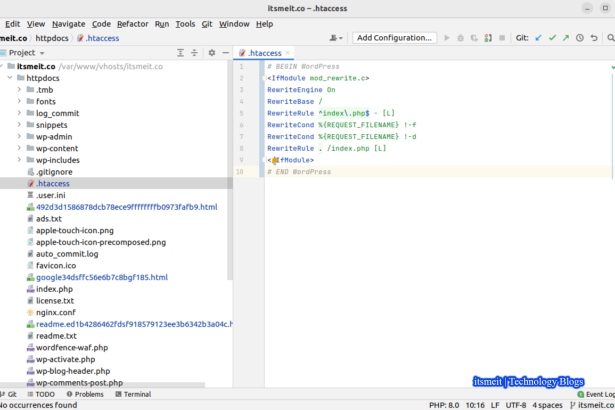 itsmeit.co – .htaccess
Edit View Navigate Code Refactor Run Tools Git Window Help
meit.co httpdocs .htaccess
Add Configuration... Git:
Project
.htaccess
itsmeit.co /var/www/vhosts/itsmeit.co
httpdocs
.tmb
fonts
log_commit
snippets
wp-admin
wp-content
wp-includes
.gitignore
.htaccess
.user.ini
492d3d1586878dcb78ece9ffffffffb0973fafb9.html
ads.txt
apple-touch-icon.png
apple-touch-icon-precomposed.png
auto_commit.log
favicon.ico
google34dsffc56e6b7c8bgf185.html
index.php
license.txt
nginx.conf
readme.ed1b4286462fdsf918579123ee3b6342b3a04c.h
readme.txt
wordfence-waf.php
wp-activate.php
wp-blog-header.php
wp-comments-post.php
1 # BEGIN WordPress
2 <IfModule mod_rewrite.c>
3 RewriteEngine On
4 RewriteBase /
5 RewriteRule ^index\.php$ - [L]
6 RewriteCond %{REQUEST_FILENAME} !-f
7 RewriteCond %{REQUEST_FILENAME} !-d
8 RewriteRule . /index.php [L]
9 </IfModule>
10 # END WordPress
itsmeit | Technology Blogs
Git TODO Problems Terminal Event Log
No occurrences found PHP: 8.0 10:16 LF UTF-8 4 spaces itsmeit.co